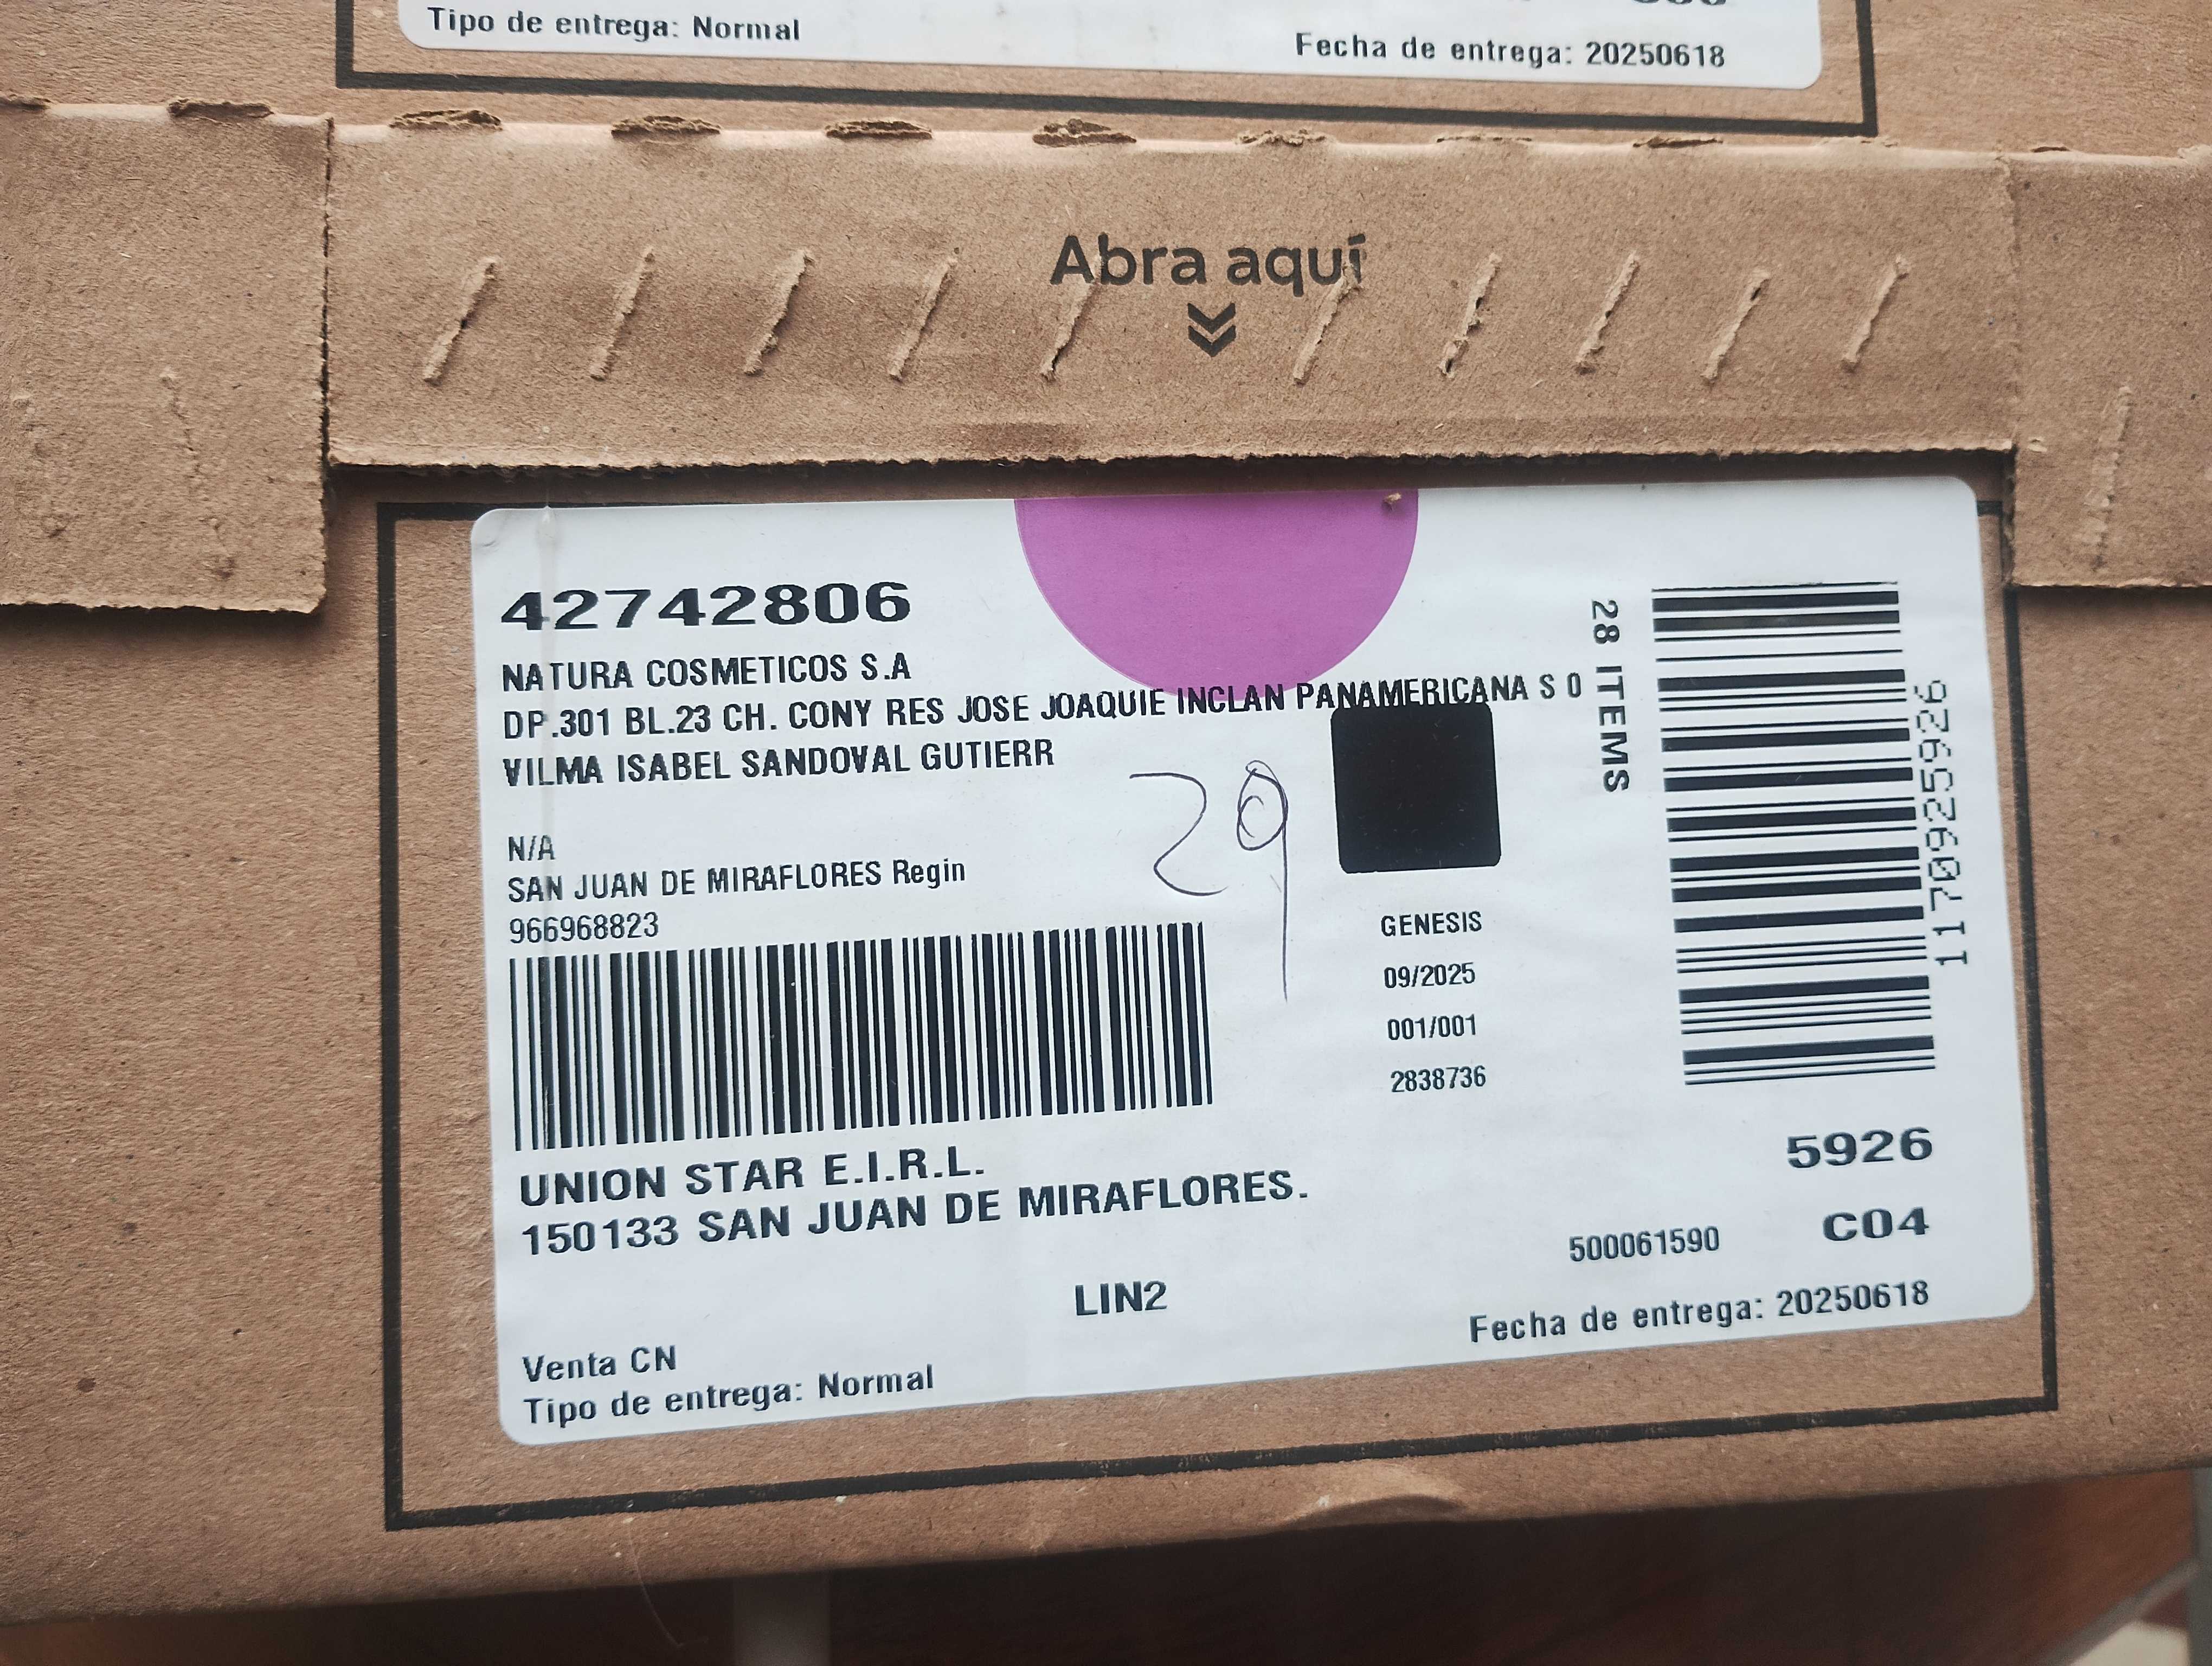 Tipo de entrega: Normal
Fecha de entrega: 20250618
Abra aquí
42742806
NATURA COSMETICOS S.A
DP.301 BL.23 CH. CONY RES JOSE JOAQUIE INCLAN PANAMERICANA S 0
VILMA ISABEL SANDOVAL GUTIERR
29
N/A
SAN JUAN DE MIRAFLORES Regin
966968823
28 ITEMS
1170925926
GENESIS
09/2025
001/001
2838736
UNION STAR E.I.R.L.
150133 SAN JUAN DE MIRAFLORES.
5926
500061590 C04
LIN2
Fecha de entrega: 20250618
Venta CN
Tipo de entrega: Normal